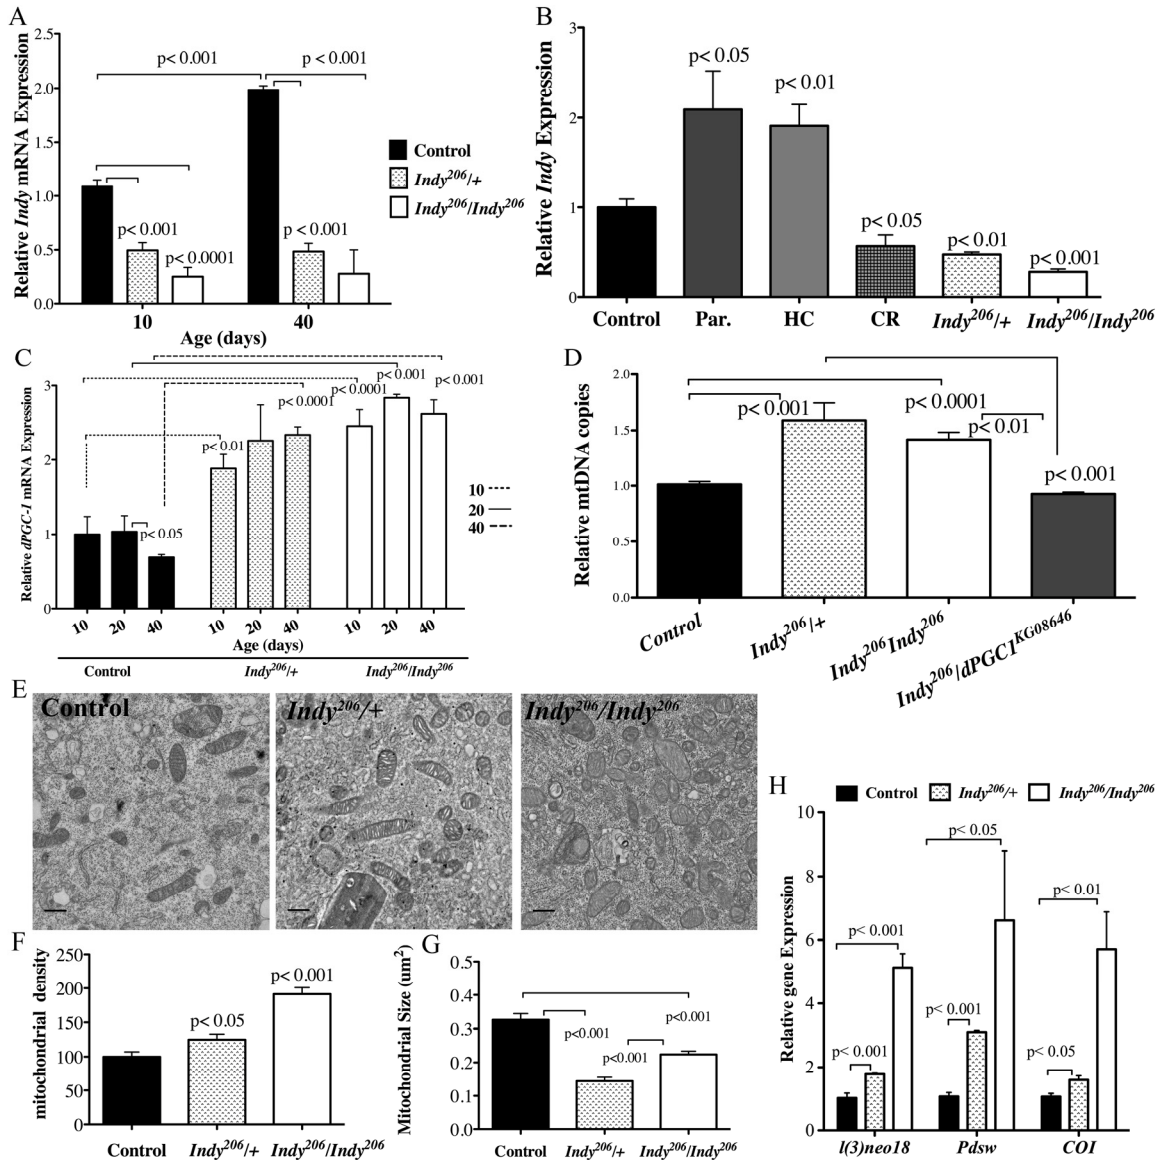 A
Relative Indy mRNA Expression
2.5
2.0
1.5
1.0
0.5
0.0
p< 0.001
p< 0.001
p< 0.001
p< 0.0001
p< 0.001
10
40
Age (days)
Control
Indy206/+
Indy206/Indy206
B
Relative Indy Expression
3
2
1
0
p< 0.05
p< 0.01
p< 0.05
p< 0.01
p< 0.001
Control Par. HC CR Indy206/+ Indy206/Indy206
C
Relative dPGC-1 mRNA Expression
3
2
1
0
p< 0.05
p< 0.01
p< 0.0001
p< 0.0001
p< 0.001
p< 0.001
10 20 40 10 20 40 10 20 40
Age (days)
Control Indy206/+ Indy206/Indy206
10
20
40
D
Relative mtDNA copies
2.0
1.5
1.0
0.5
0.0
p< 0.001
p< 0.0001
p< 0.01
p< 0.001
Control
Indy206/+
Indy206Indy206
Indy206/dPGC1KG08646
E
Control
Indy206/+
Indy206/Indy206
F
mitochondrial density
250
200
150
100
50
0
p< 0.05
p< 0.001
Control Indy206/+ Indy206/Indy206
G
Mitochondrial Size (um2)
0.5
0.4
0.3
0.2
0.1
0.0
p<0.001
p<0.001
p<0.001
Control Indy206/+ Indy206/Indy206
H
Control Indy206/+ Indy206/Indy206
Relative gene Expression
10
8
6
4
2
0
p< 0.001
p< 0.001
p< 0.05
p< 0.001
p< 0.01
p< 0.05
l(3)neo18 Pdsw COI